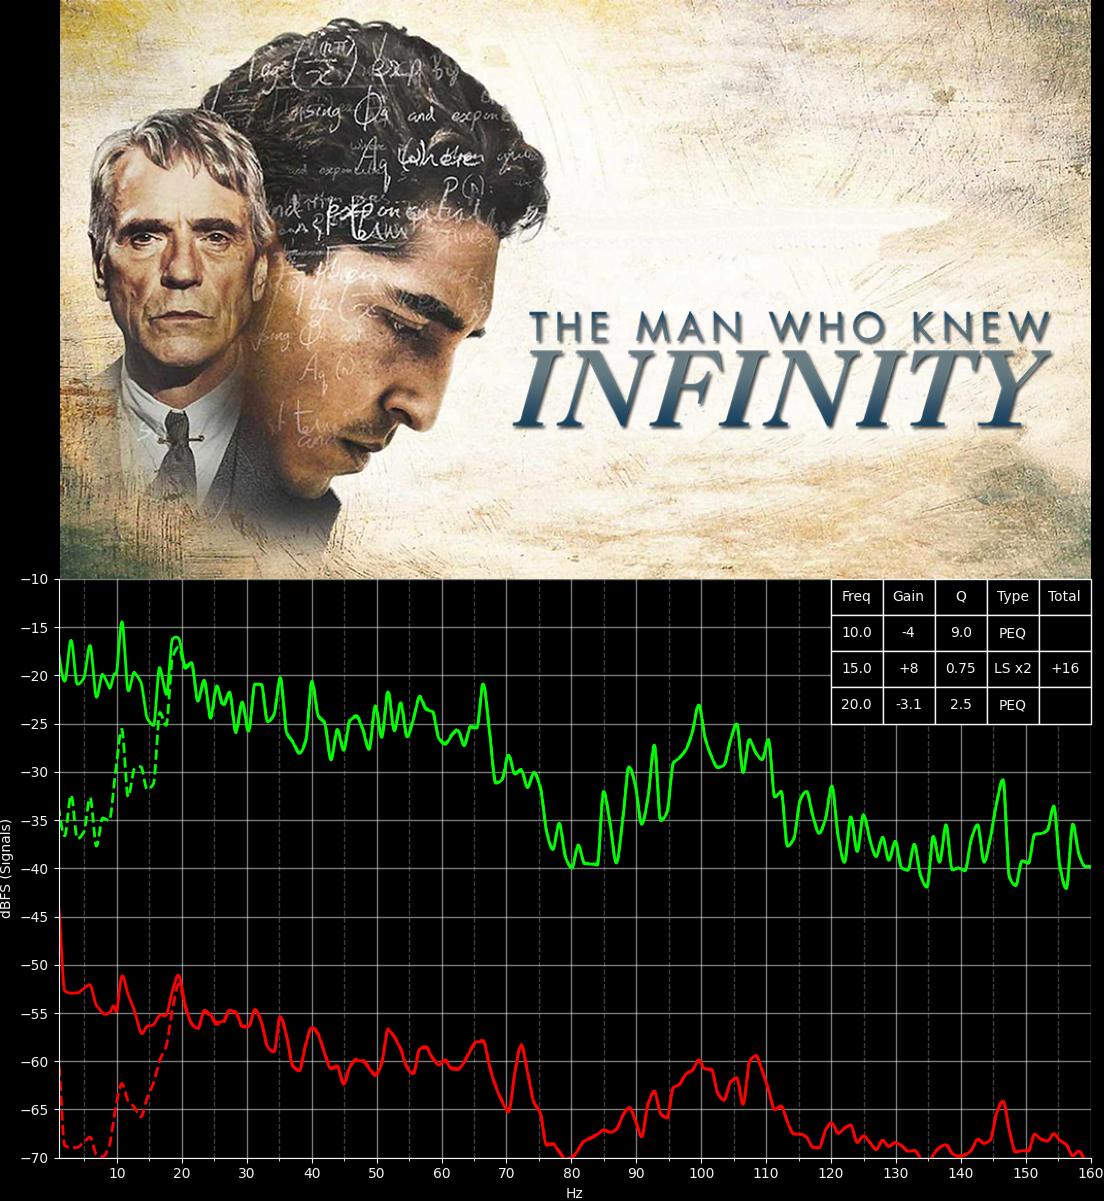 and expon
Where
P(n):
exponentials
THE MAN WHO KNEW
INFINITY
Freq Gain Q Type Total
10.0 -4 9.0 PEQ
15.0 +8 0.75 LS x2 +16
20.0 -3.1 2.5 PEQ
−10
−15
−20
−25
−30
−35
−40
−45
−50
−55
−60
−65
−70
dBFS (Signals)
10 20 30 40 50 60 70 80 90 100 110 120 130 140 150 160
Hz